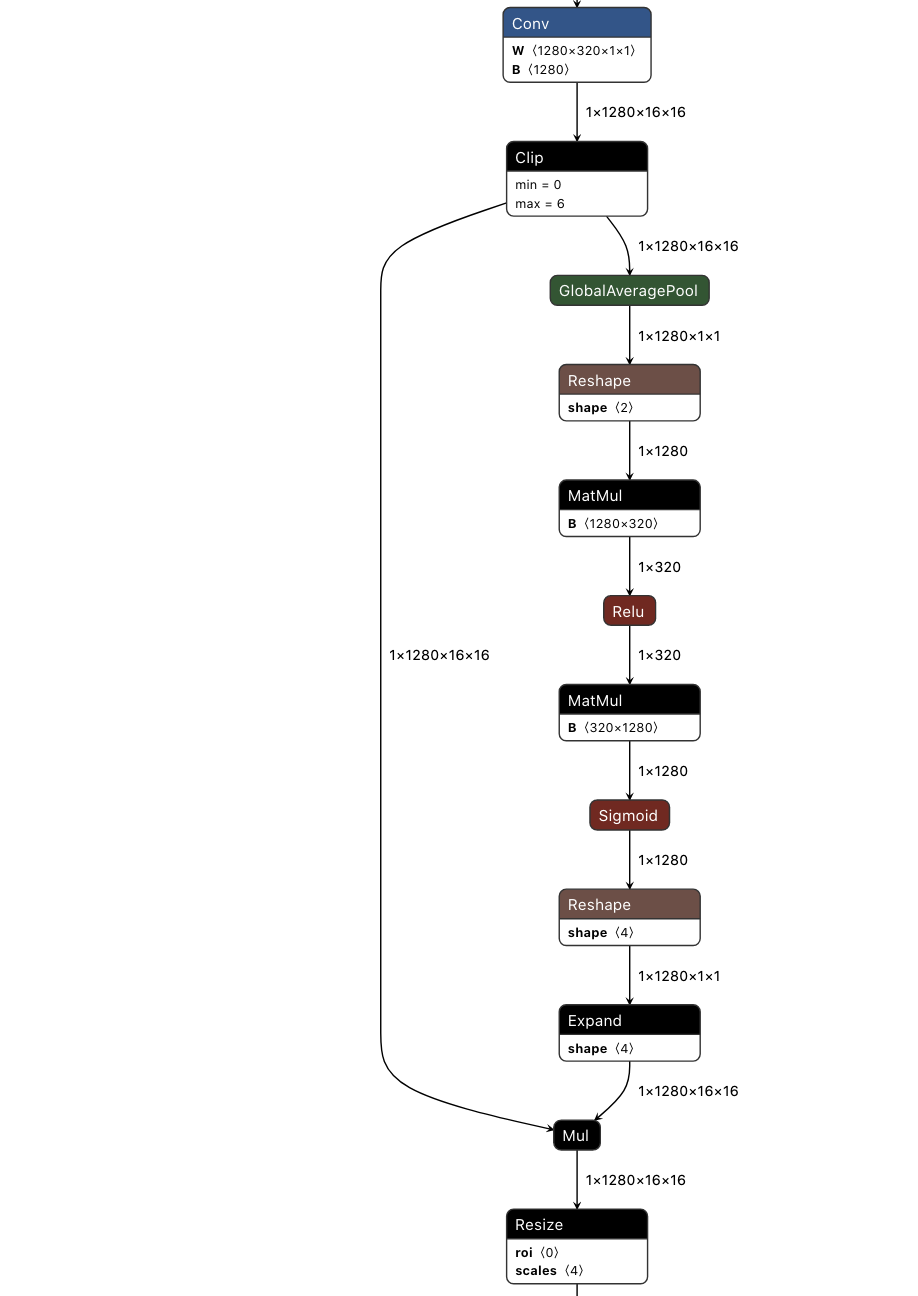 Conv
W ⟨1280×320×1×1⟩
B ⟨1280⟩
1×1280×16×16
Clip
min = 0
max = 6
1×1280×16×16
GlobalAveragePool
1×1280×1×1
Reshape
shape ⟨2⟩
1×1280
MatMul
B ⟨1280×320⟩
1×320
Relu
1×1280×16×16
1×320
MatMul
B ⟨320×1280⟩
1×1280
Sigmoid
1×1280
Reshape
shape ⟨4⟩
1×1280×1×1
Expand
shape ⟨4⟩
1×1280×16×16
Mul
1×1280×16×16
Resize
roi ⟨0⟩
scales ⟨4⟩